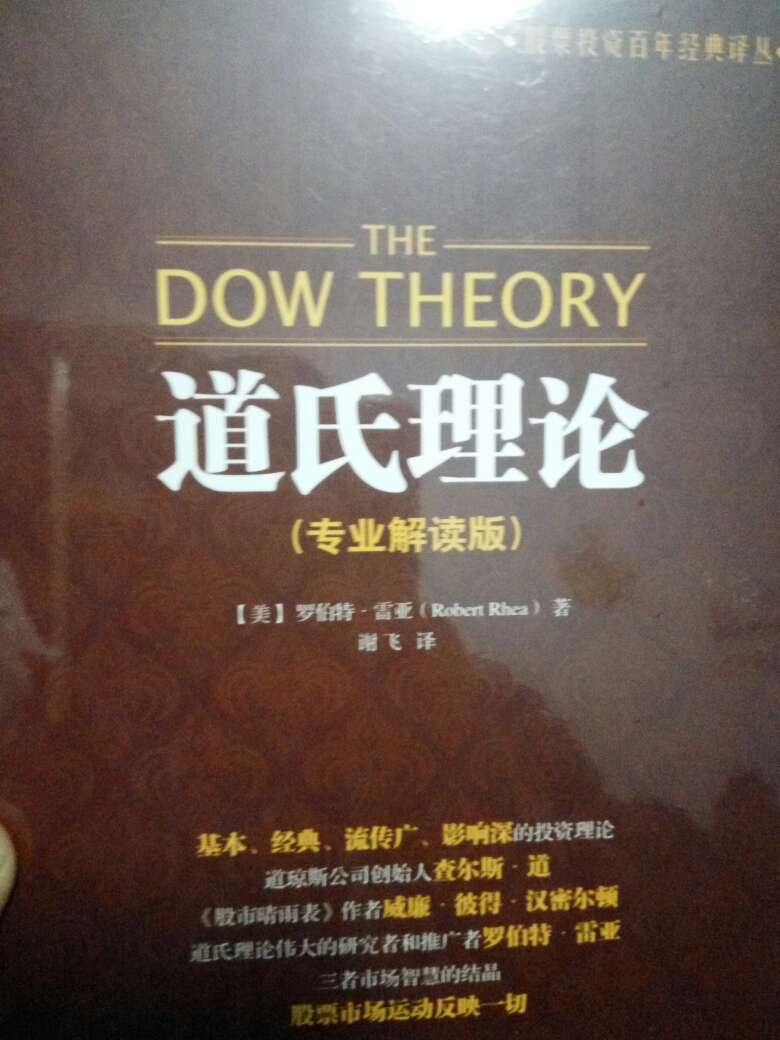 股票投资百年经典译丛
THE
DOW THEORY
道氏理论
(专业解读版)
【美】罗伯特·雷亚(Robert Rhea)著
谢飞 译
基本、经典、流传广、影响深的投资理论
道琼斯公司创始人查尔斯·道
《股市晴雨表》作者威廉·彼得·汉密尔顿
道氏理论伟大的研究者和推广者罗伯特·雷亚
三者市场智慧的结晶
股票市场运动反映一切